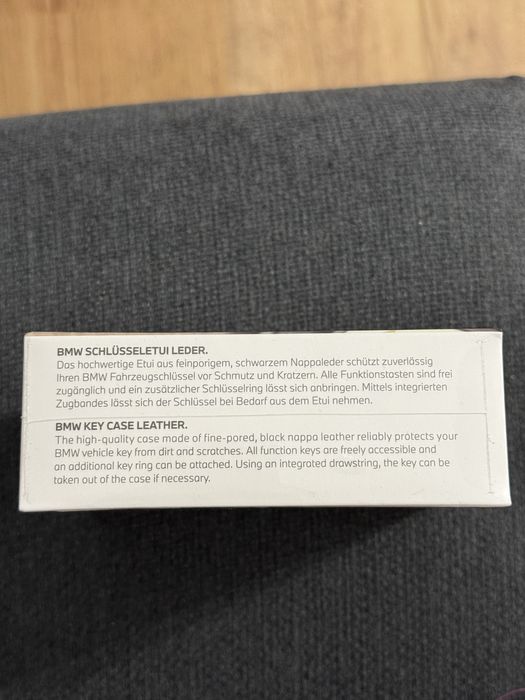 BMW SCHLÜSSELETUI LEDER.
Das hochwertige Etui aus feinporigem, schwarzem Nappaleder schützt zuverlässig
Ihren BMW Fahrzeugschlüssel vor Schmutz und Kratzern. Alle Funktionstasten sind frei
zugänglich und ein zusätzlicher Schlüsselring lässt sich anbringen. Mittels integrierten
Zugbandes lässt sich der Schlüssel bei Bedarf aus dem Etui nehmen.
BMW KEY CASE LEATHER.
The high-quality case made of fine-pored, black nappa leather reliably protects your
BMW vehicle key from dirt and scratches. All function keys are freely accessible and
an additional key ring can be attached. Using an integrated drawstring, the key can be
taken out of the case if necessary.